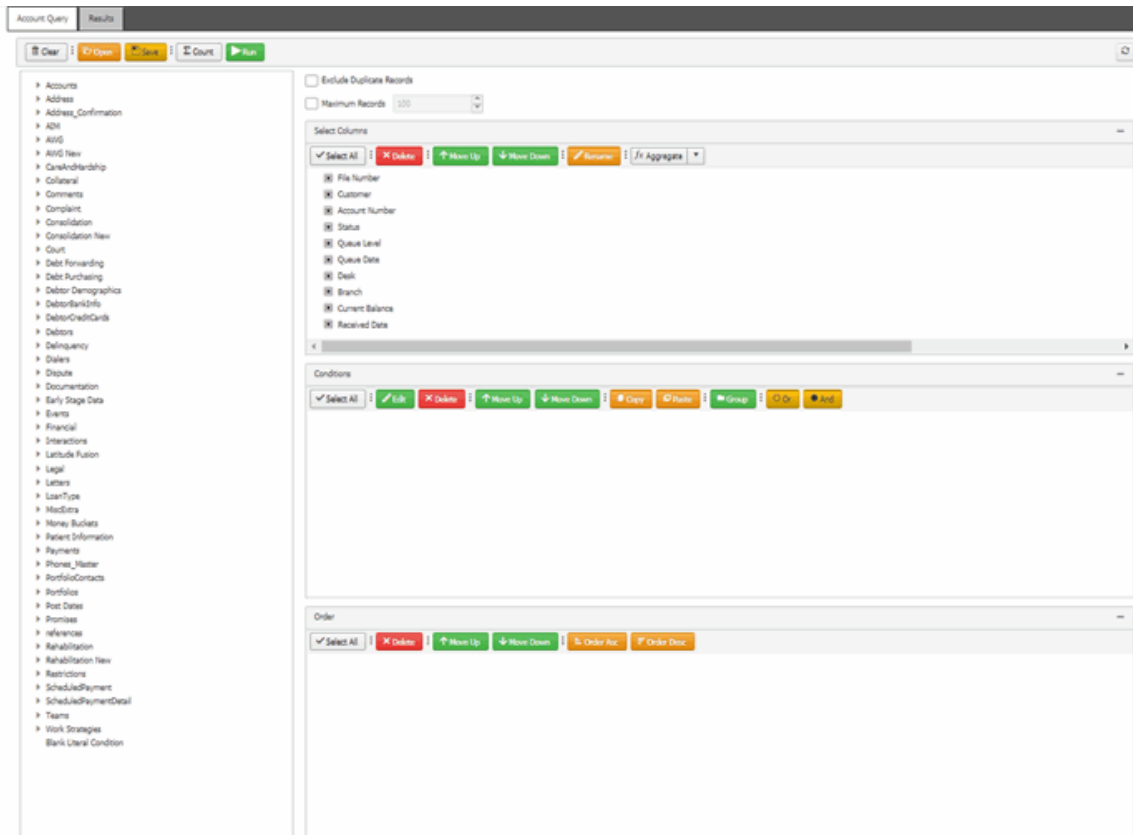 Account Query Results
Clear Open Save Count Run
Accounts
Address
Address_Confirmation
AIM
AWG
AWG New
CareAndHardship
Collateral
Comments
Complaint
Consolidation
Consolidation New
Court
Debt Forwarding
Debt Purchasing
Debtor Demographics
DebtorBankInfo
DebtorCreditCards
Debtors
Delinquency
Dialers
Dispute
Documentation
Early Stage Data
Events
Financial
Interactions
Latitude Fusion
Legal
Letters
LoanType
MiscExtra
Money Buckets
Patient Information
Payments
Phones_Master
PortfolioContacts
Portfolios
Post Dates
Promises
references
Rehabilitation
Rehabilitation New
Restrictions
ScheduledPayment
ScheduledPaymentDetail
Teams
Work Strategies
Blank Literal Condition
Exclude Duplicate Records
Maximum Records 100
Select Columns
Select All Delete Move Up Move Down Rename fx Aggregate
File Number
Customer
Account Number
Status
Queue Level
Queue Date
Desk
Branch
Current Balance
Received Date
Conditions
Select All Edit Delete Move Up Move Down Copy Paste Group Or And
Order
Select All Delete Move Up Move Down Order Asc Order Desc